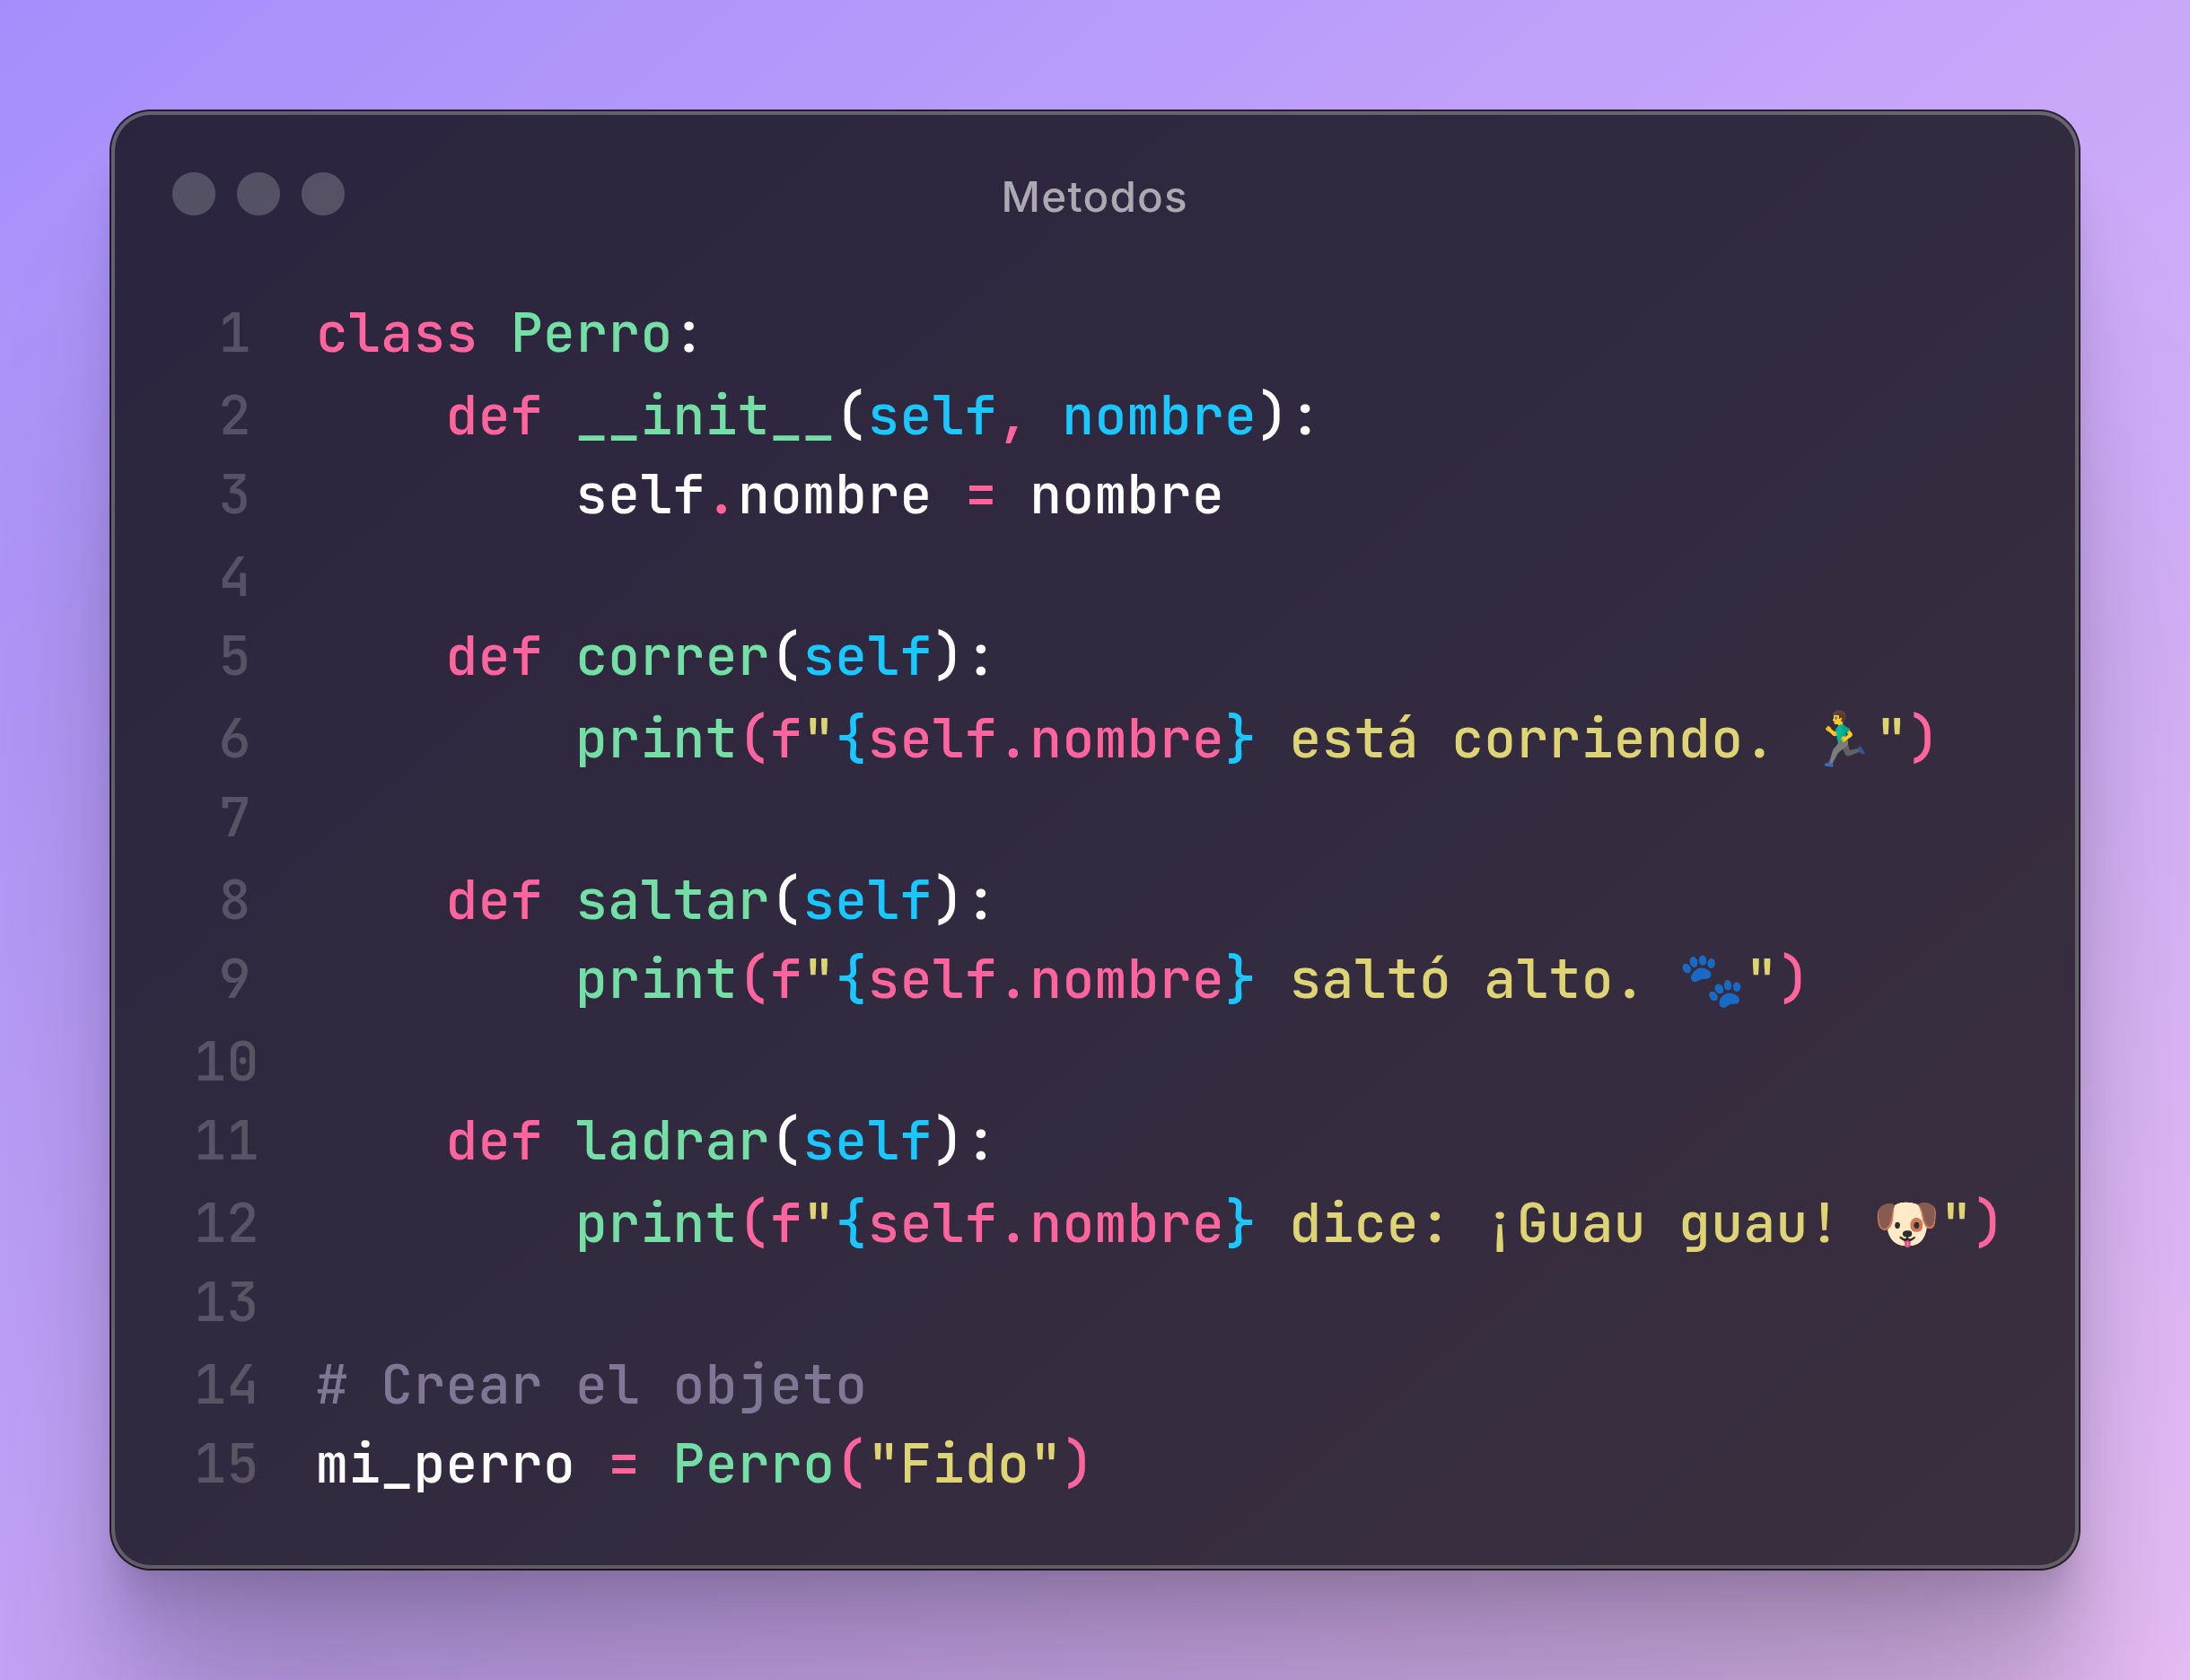 Metodos
1 class Perro:
2     def __init__(self, nombre):
3         self.nombre = nombre
4
5     def correr(self):
6         print(f"{self.nombre} está corriendo. 🏃‍♂️")
7
8     def saltar(self):
9         print(f"{self.nombre} saltó alto. 🐾")
10
11     def ladrar(self):
12         print(f"{self.nombre} dice: ¡Guau guau! 🐶")
13
14 # Crear el objeto
15 mi_perro = Perro("Fido")